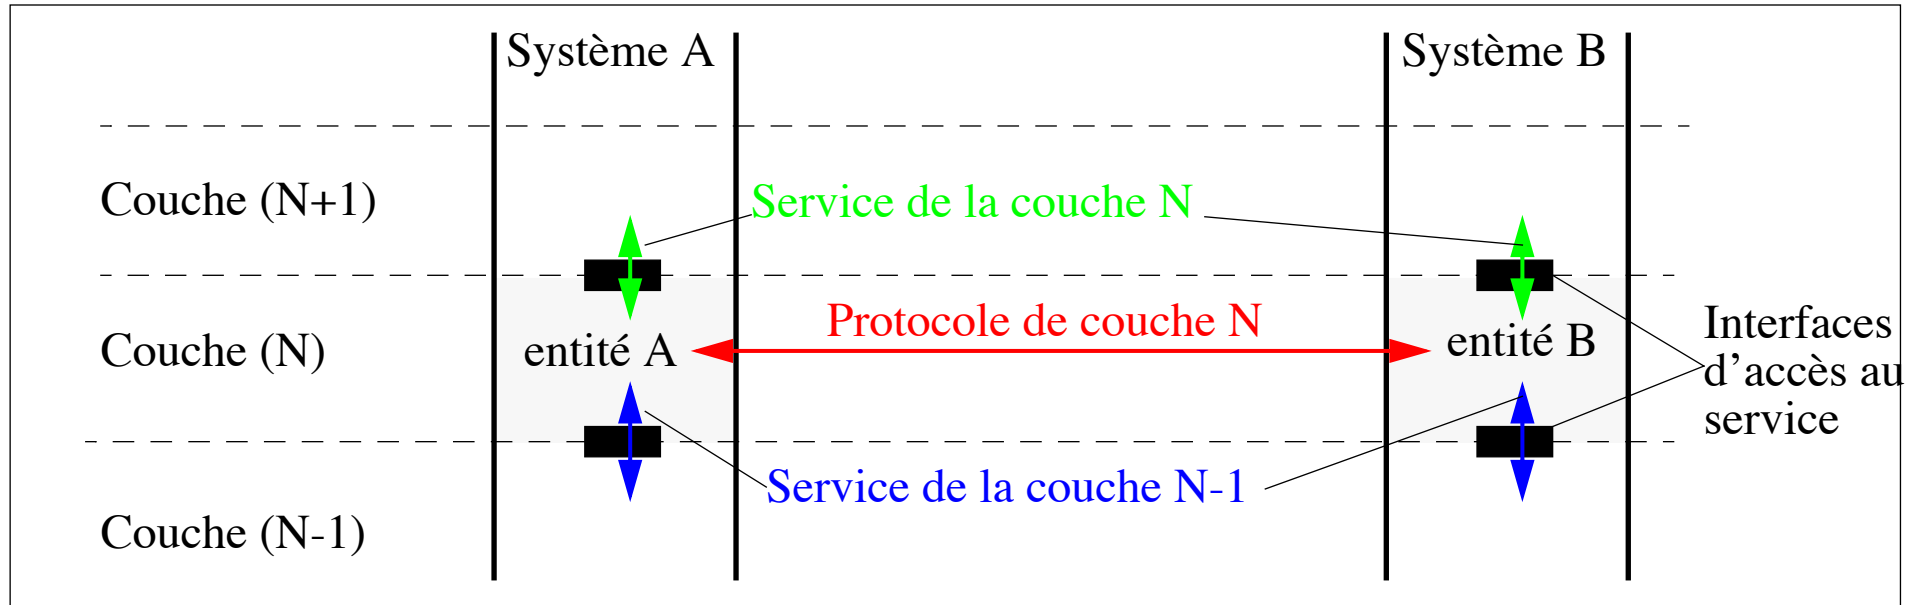 Système A
Système B
Couche (N+1)
Service de la couche N
Couche (N)
entité A
Protocole de couche N
entité B
Interfaces
d’accès au
service
Service de la couche N-1
Couche (N-1)